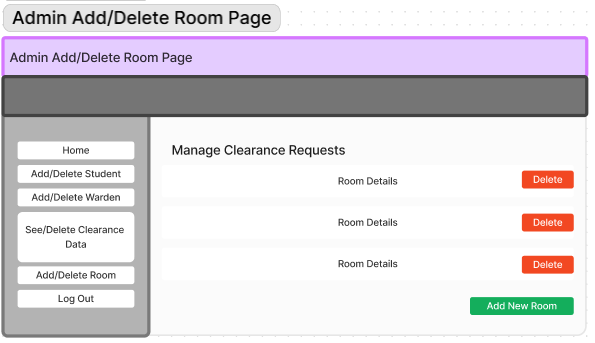 Admin Add/Delete Room Page
Admin Add/Delete Room Page
Home
Add/Delete Student
Add/Delete Warden
See/Delete Clearance
Data
Add/Delete Room
Log Out
Manage Clearance Requests
Room Details
Delete
Room Details
Delete
Room Details
Delete
Add New Room